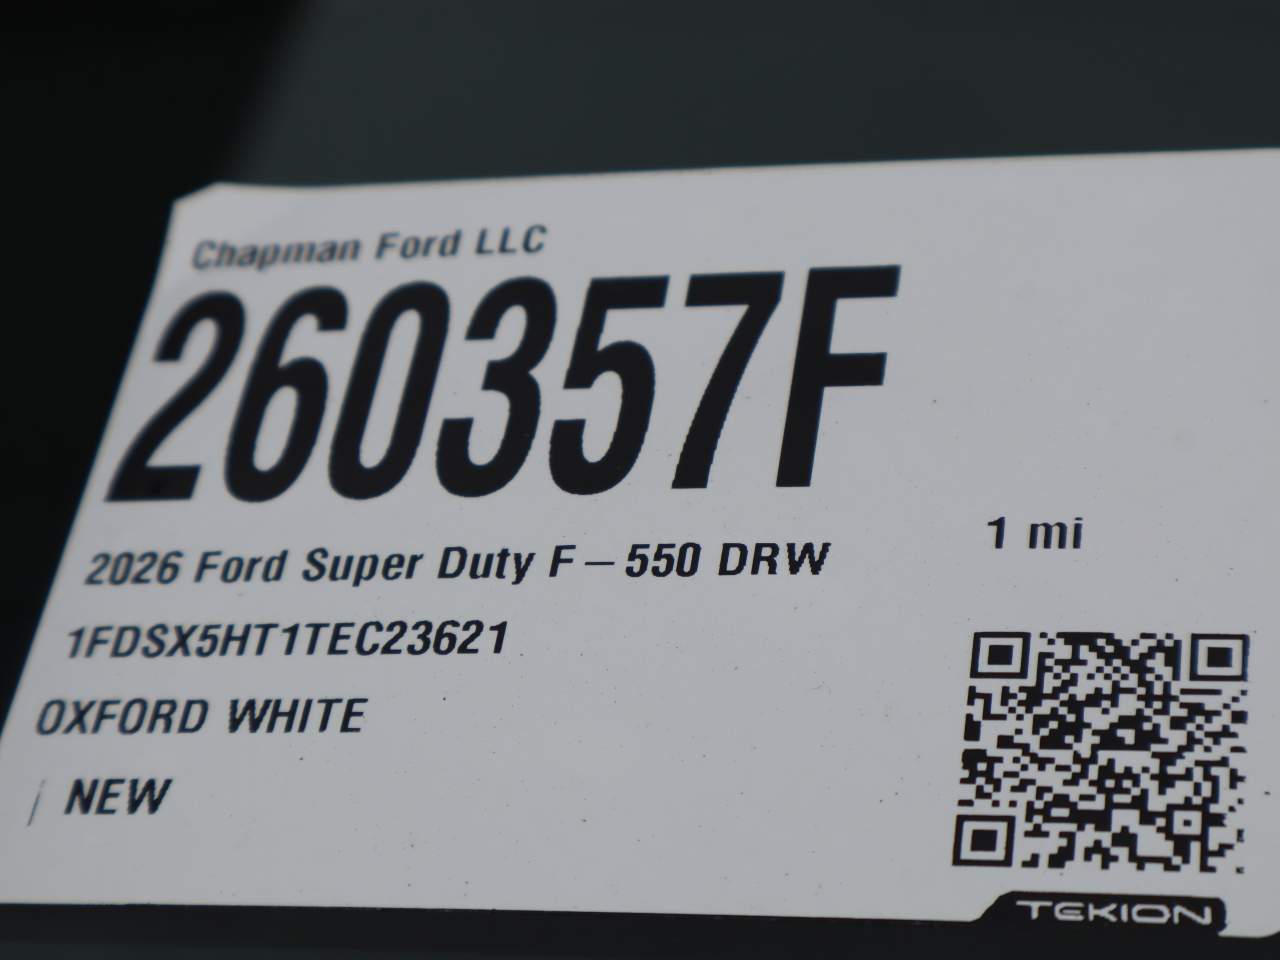 Chapman Ford LLC
260357F
2026 Ford Super Duty F-550 DRW
1 mi
1FDSX5HT1TEC23621
OXFORD WHITE
| NEW
TEKION